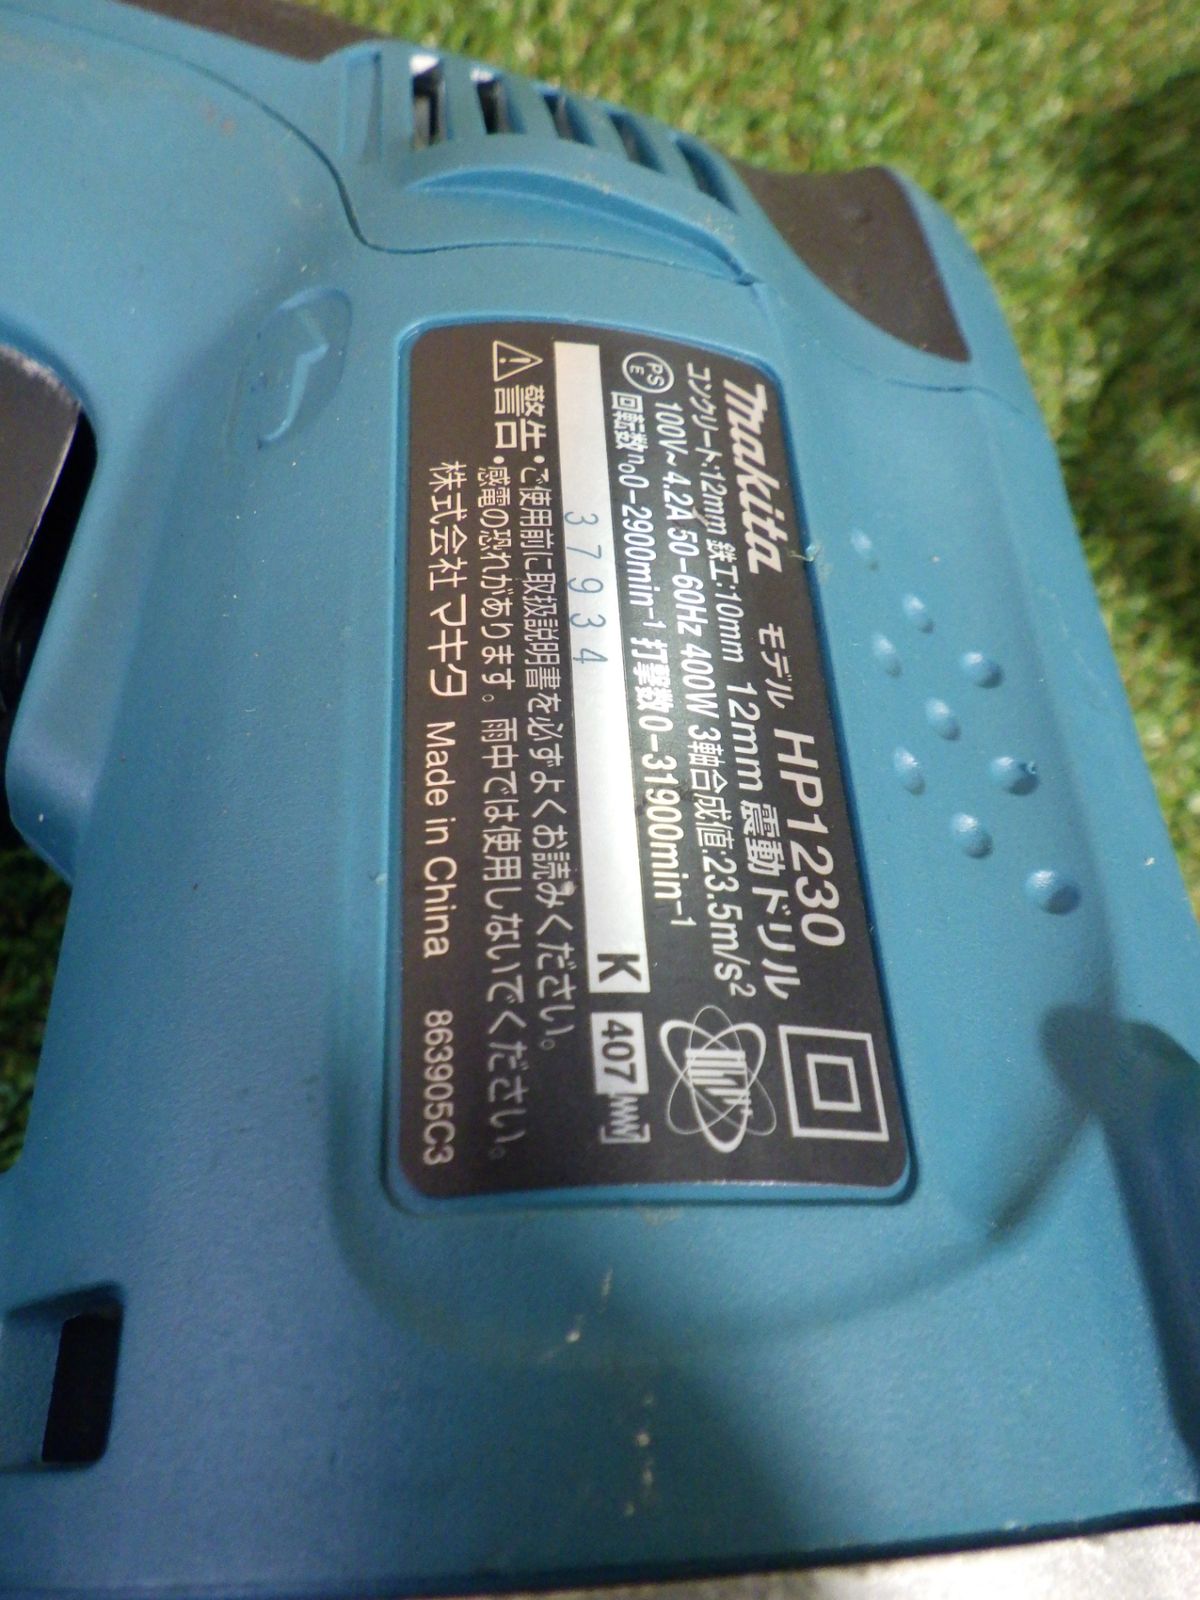 makita モデル HP1230
コンクリート:12mm 鉄工:10mm 12mm 震動ドリル
PS E 100V~ 4.2A 50-60Hz 400W 3軸合成値:23.5m/s²
回転数n₀0-2900min⁻¹ 打撃数0-31900min⁻¹
37934 K 407
⚠警告 ・ご使用前に取扱説明書を必ずよくお読みください。
・感電の恐れがあります。雨中では使用しないでください。
株式会社 マキタ Made in China 863905C3